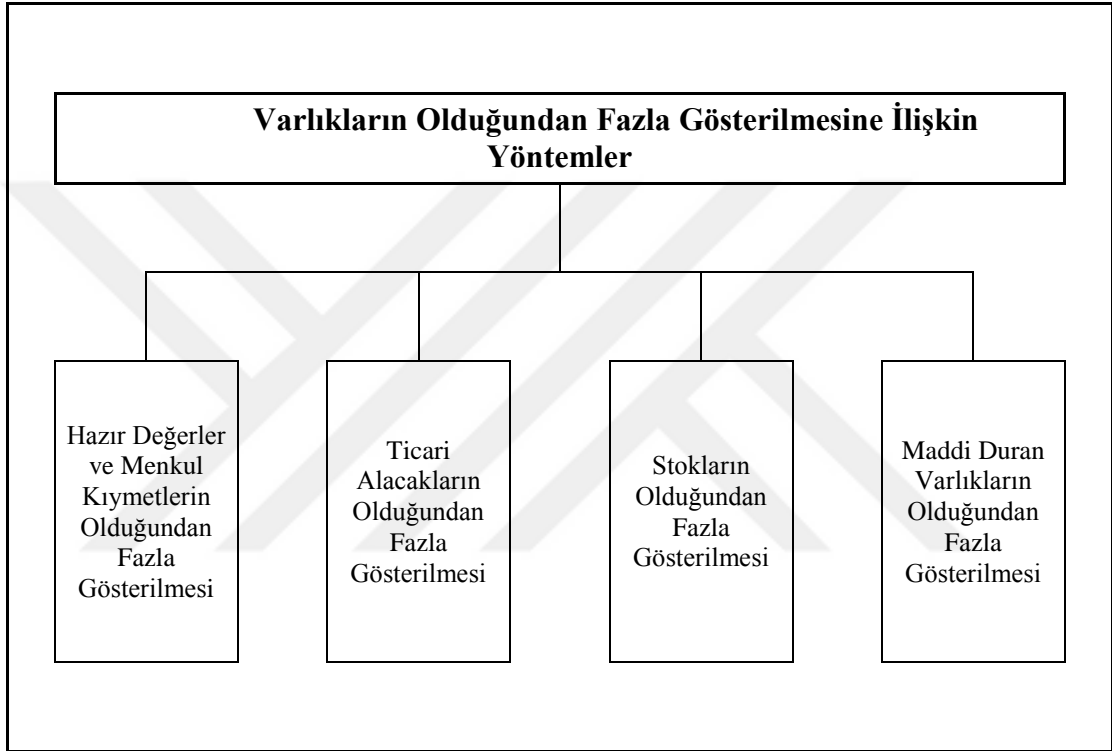 Varlıkların Olduğundan Fazla Gösterilmesine İlişkin
Yöntemler
Hazır Değerler
ve Menkul
Kıymetlerin
Olduğundan
Fazla
Gösterilmesi
Ticari
Alacakların
Olduğundan
Fazla
Gösterilmesi
Stokların
Olduğundan
Fazla
Gösterilmesi
Maddi Duran
Varlıkların
Olduğundan
Fazla
Gösterilmesi